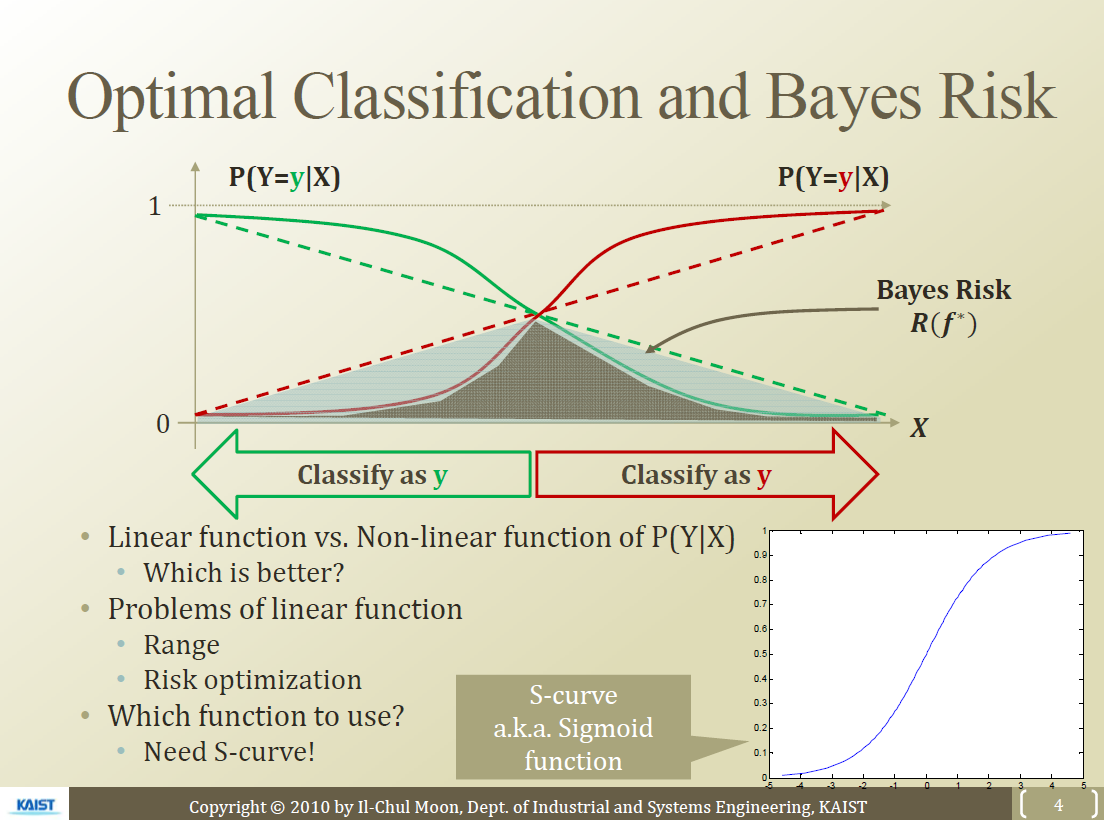 Optimal Classification and Bayes Risk
P(Y=y|X)
P(Y=y|X)
1
Bayes Risk
R(f*)
0
X
Classify as y
Classify as y
• Linear function vs. Non-linear function of P(Y|X)
• Which is better?
• Problems of linear function
• Range
• Risk optimization
• Which function to use?
• Need S-curve!
S-curve
a.k.a. Sigmoid
function
1
0.9
0.8
0.7
0.6
0.5
0.4
0.3
0.2
0.1
0
-5 -4 -3 -2 -1 0 1 2 3 4 5
KAIST
Copyright © 2010 by Il-Chul Moon, Dept. of Industrial and Systems Engineering, KAIST
4